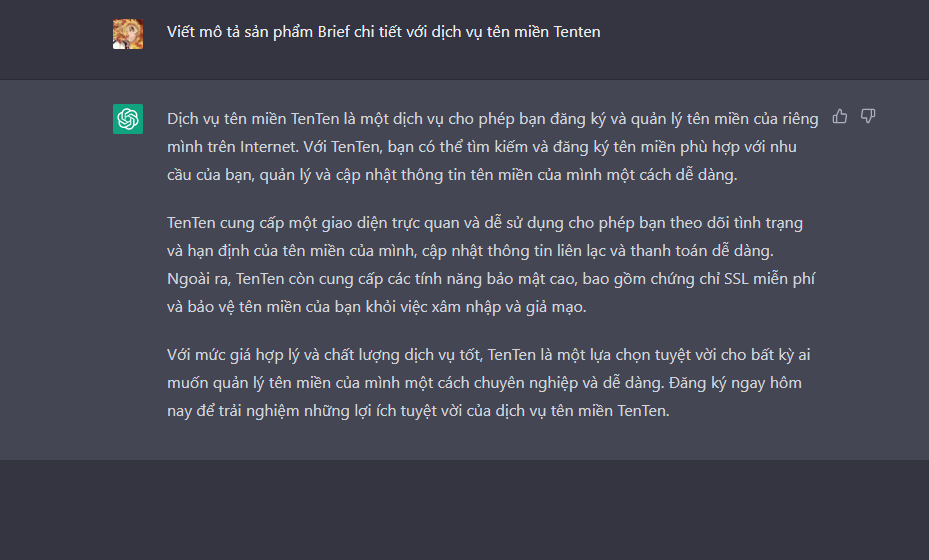 Viết mô tả sản phẩm Brief chi tiết với dịch vụ tên miền Tenten
Dịch vụ tên miền TenTen là một dịch vụ cho phép bạn đăng ký và quản lý tên miền của riêng
mình trên Internet. Với TenTen, bạn có thể tìm kiếm và đăng ký tên miền phù hợp với nhu
cầu của bạn, quản lý và cập nhật thông tin tên miền của mình một cách dễ dàng.
TenTen cung cấp một giao diện trực quan và dễ sử dụng cho phép bạn theo dõi tình trạng
và hạn định của tên miền của mình, cập nhật thông tin liên lạc và thanh toán dễ dàng.
Ngoài ra, TenTen còn cung cấp các tính năng bảo mật cao, bao gồm chứng chỉ SSL miễn phí
và bảo vệ tên miền của bạn khỏi việc xâm nhập và giả mạo.
Với mức giá hợp lý và chất lượng dịch vụ tốt, TenTen là một lựa chọn tuyệt vời cho bất kỳ ai
muốn quản lý tên miền của mình một cách chuyên nghiệp và dễ dàng. Đăng ký ngay hôm
nay để trải nghiệm những lợi ích tuyệt vời của dịch vụ tên miền TenTen.